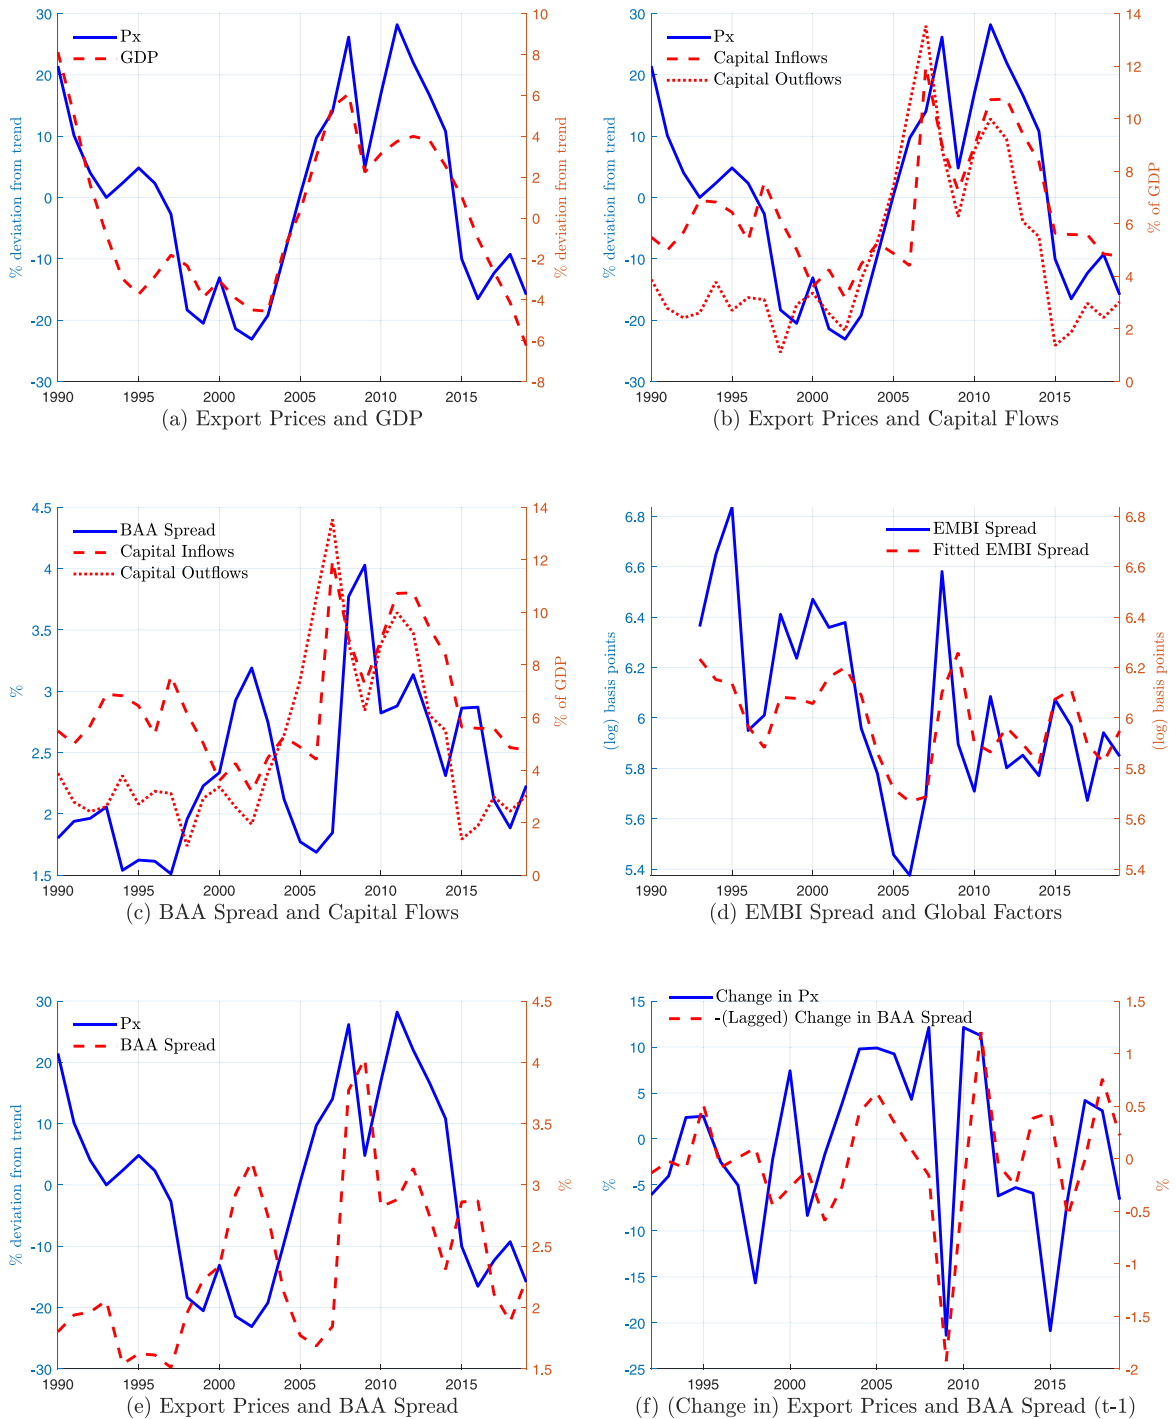 Px
GDP
% deviation from trend
% deviation from trend
30
20
10
0
-10
-20
-30
10
8
6
4
2
0
-2
-4
-6
-8
1990 1995 2000 2005 2010 2015
(a) Export Prices and GDP
Px
Capital Inflows
Capital Outflows
% deviation from trend
% of GDP
30
20
10
0
-10
-20
-30
14
12
10
8
6
4
2
0
1990 1995 2000 2005 2010 2015
(b) Export Prices and Capital Flows
BAA Spread
Capital Inflows
Capital Outflows
%
% of GDP
4.5
4
3.5
3
2.5
2
1.5
14
12
10
8
6
4
2
0
1990 1995 2000 2005 2010 2015
(c) BAA Spread and Capital Flows
EMBI Spread
Fitted EMBI Spread
(log) basis points
(log) basis points
6.8
6.6
6.4
6.2
6
5.8
5.6
5.4
6.8
6.6
6.4
6.2
6
5.8
5.6
5.4
1990 1995 2000 2005 2010 2015
(d) EMBI Spread and Global Factors
Px
BAA Spread
% deviation from trend
%
30
20
10
0
-10
-20
-30
4.5
4
3.5
3
2.5
2
1.5
1990 1995 2000 2005 2010 2015
(e) Export Prices and BAA Spread
Change in Px
-(Lagged) Change in BAA Spread
%
%
15
10
5
0
-5
-10
-15
-20
-25
1.5
1
0.5
0
-0.5
-1
-1.5
-2
1995 2000 2005 2010 2015
(f) (Change in) Export Prices and BAA Spread (t-1)